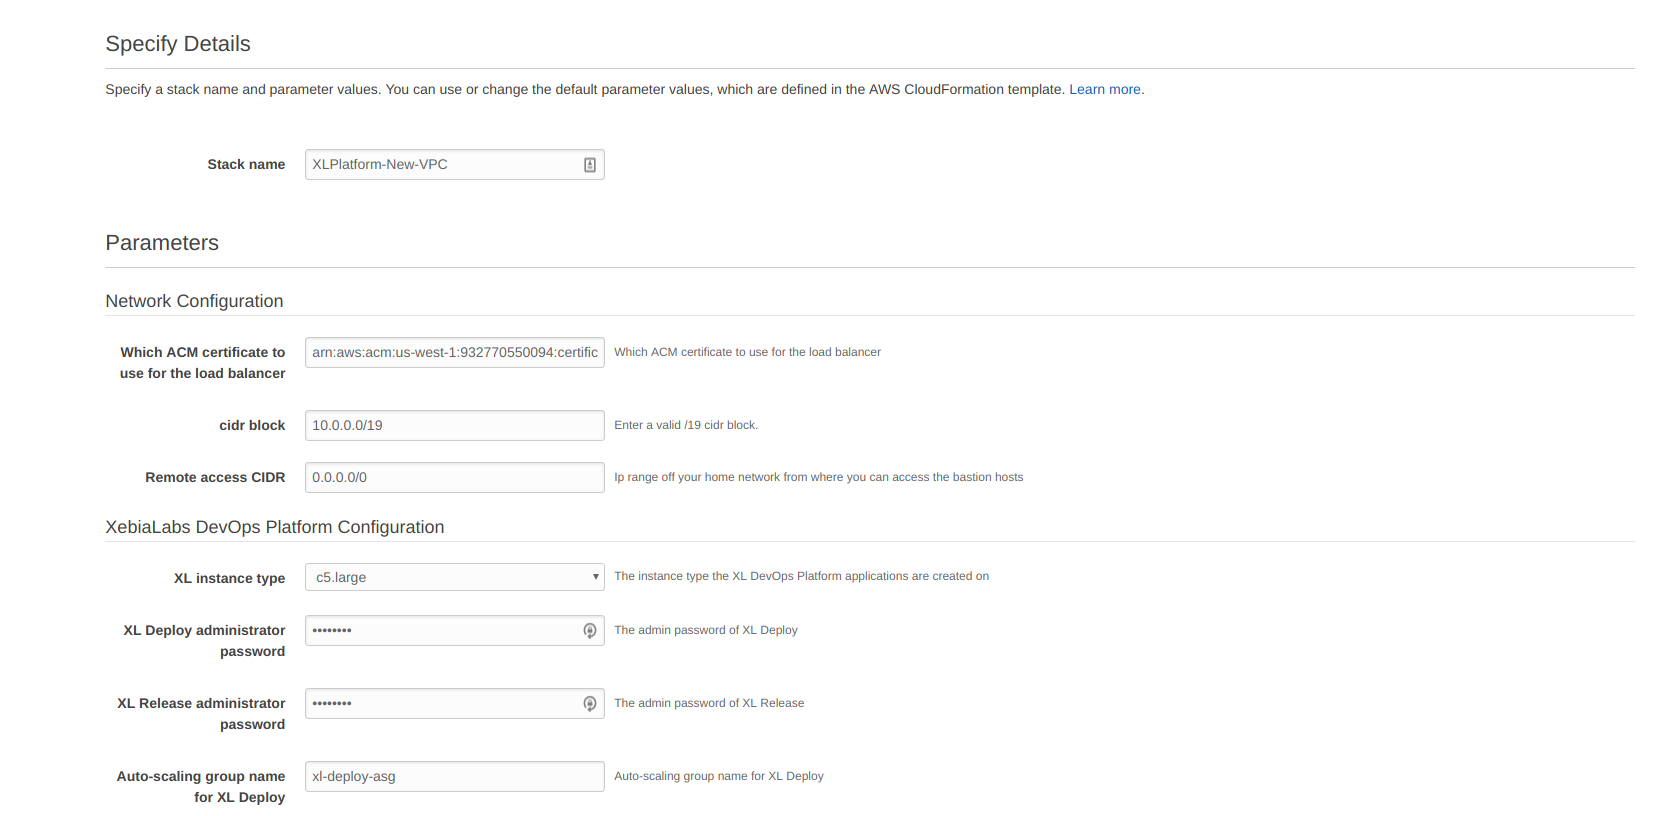 Specify Details
Specify a stack name and parameter values. You can use or change the default parameter values, which are defined in the AWS CloudFormation template. Learn more.
Stack name
XLPlatform-New-VPC
Parameters
Network Configuration
Which ACM certificate to
use for the load balancer
arn:aws:acm:us-west-1:932770550094:certific
Which ACM certificate to use for the load balancer
cidr block
10.0.0.0/19
Enter a valid /19 cidr block.
Remote access CIDR
0.0.0.0/0
Ip range off your home network from where you can access the bastion hosts
XebiaLabs DevOps Platform Configuration
XL instance type
c5.large
The instance type the XL DevOps Platform applications are created on
XL Deploy administrator
password
••••••••
The admin password of XL Deploy
XL Release administrator
password
••••••••
The admin password of XL Release
Auto-scaling group name
for XL Deploy
xl-deploy-asg
Auto-scaling group name for XL Deploy